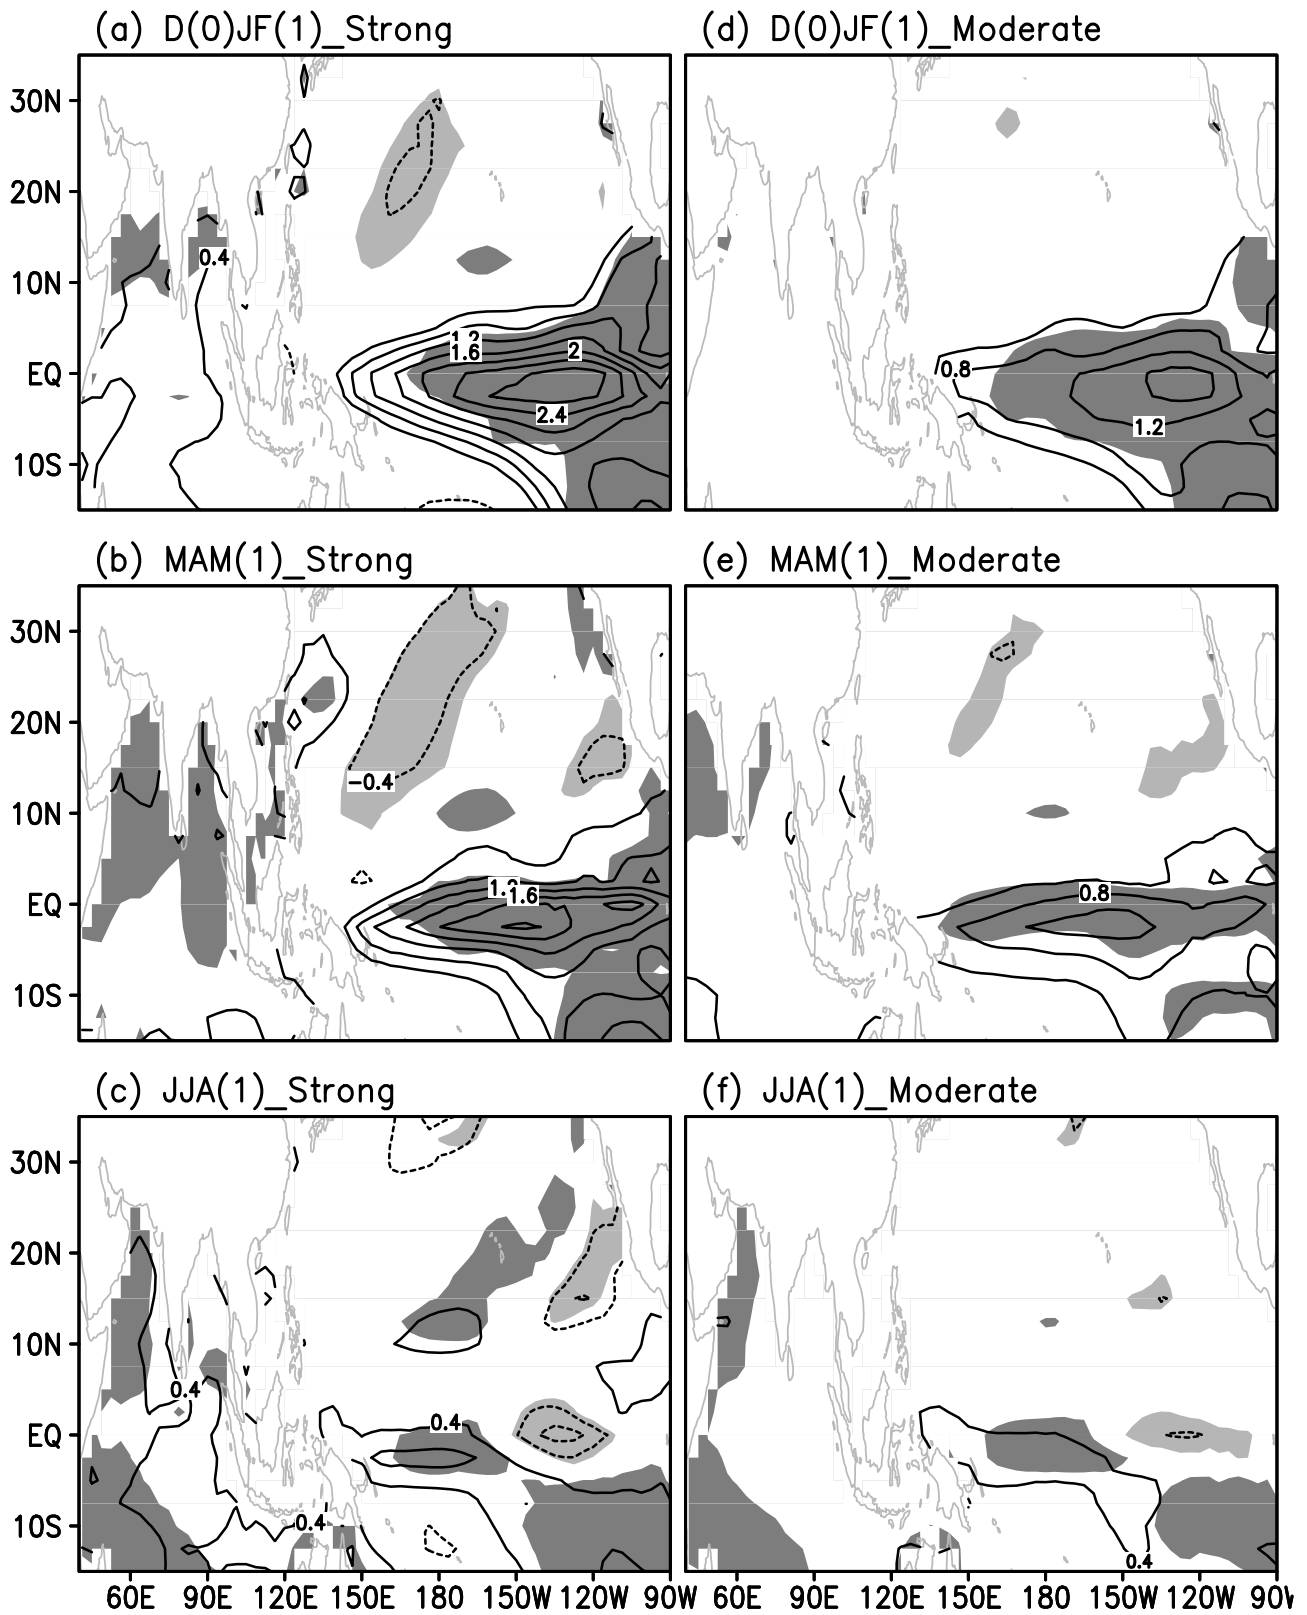 (a) D(0)JF(1)_Strong
(d) D(0)JF(1)_Moderate
30N
20N
10N
EQ
10S
0.4
1.2
1.6
2
2.4
0.8
1.2
(b) MAM(1)_Strong
(e) MAM(1)_Moderate
30N
20N
10N
EQ
10S
-0.4
1.2
1.6
0.8
(c) JJA(1)_Strong
(f) JJA(1)_Moderate
30N
20N
10N
EQ
10S
0.4
0.4
0.4
0.4
60E 90E 120E 150E 180 150W 120W 90W
60E 90E 120E 150E 180 150W 120W 90W